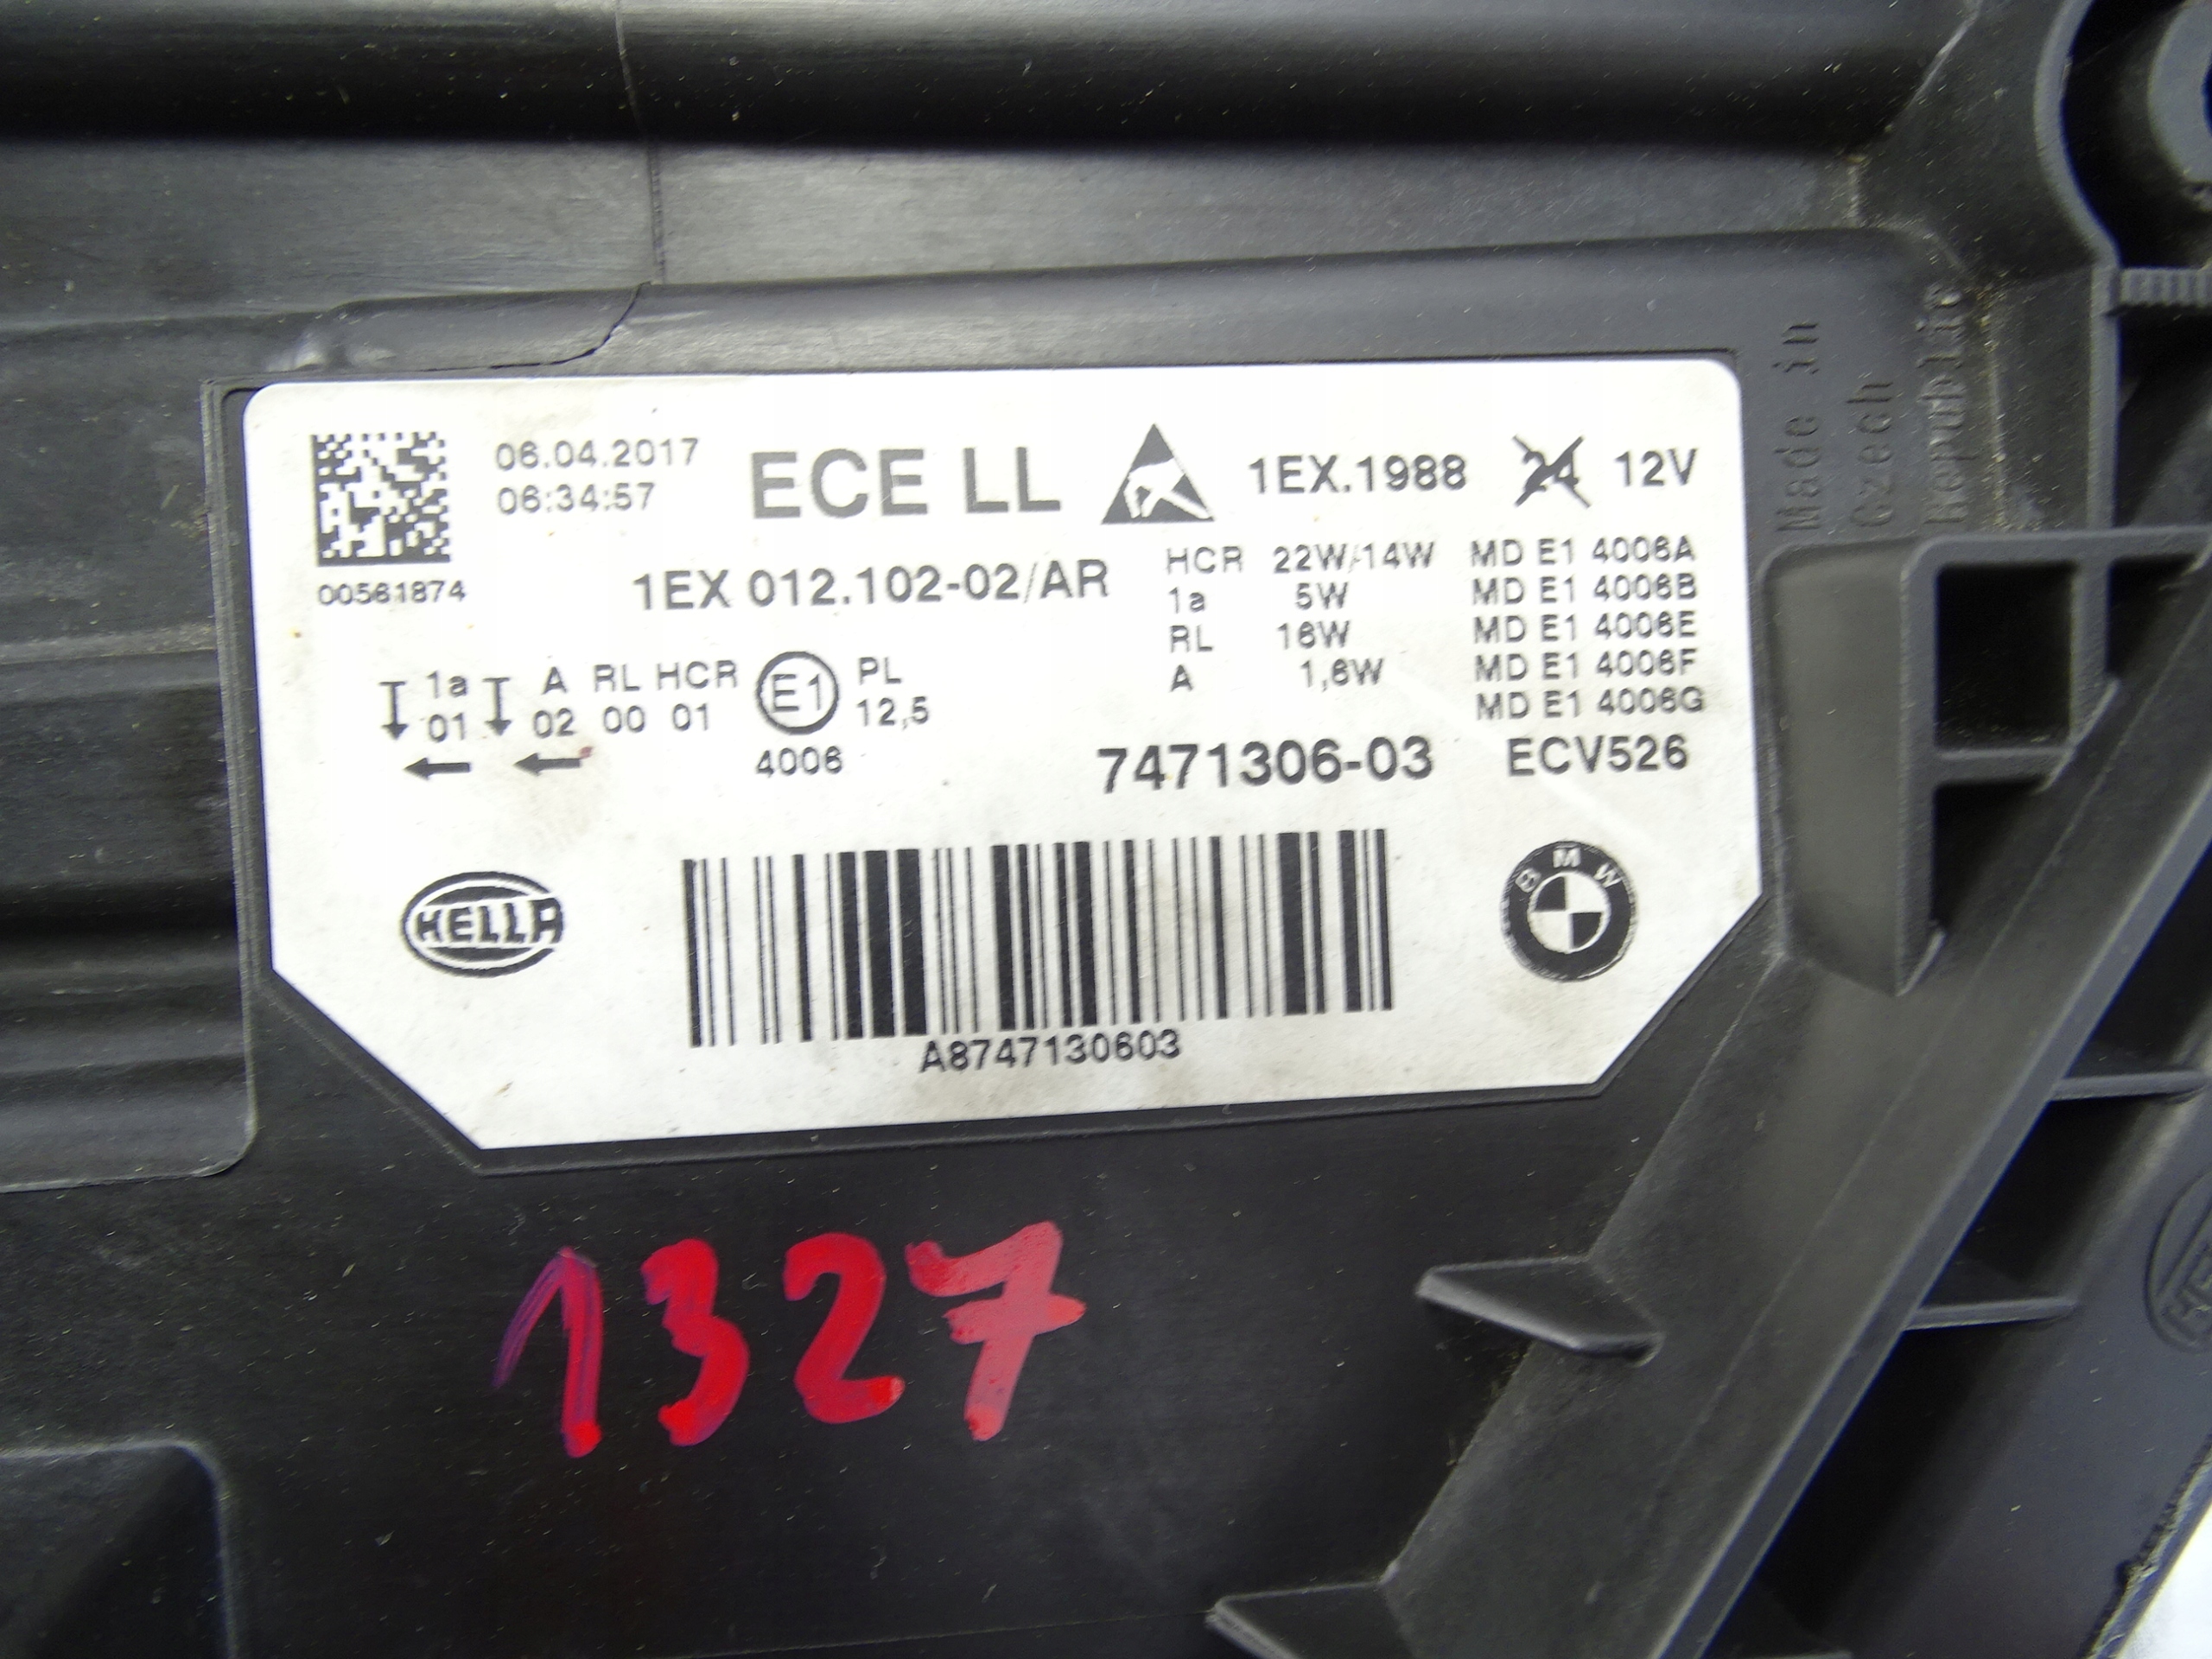 06.04.2017
06:34:57
00561874
ECE LL
1EX.1988
24 12V
1EX 012.102-02/AR
HCR 22W/14W MD E1 4006A
1a 5W MD E1 4006B
RL 16W MD E1 4006E
A 1,6W MD E1 4006F
MD E1 4006G
1a A RL HCR E1 PL
01 02 00 01 12,5
4006
7471306-03 ECV526
HELLA
BMW
A8747130603
Made in
Czech
Republic
1327